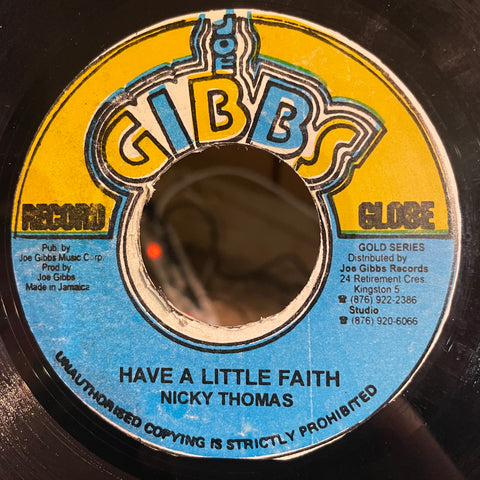 JOE
GIBBS
RECORD GLOBE
Pub. by
Joe Gibbs Music Corp.
Prod by
Joe Gibbs
Made in Jamaica
GOLD SERIES
Distributed by
Joe Gibbs Records
24 Retirement Cres.
Kingston 5
☎ (876) 922-2386
Studio
☎ (876) 920-6066
HAVE A LITTLE FAITH
NICKY THOMAS
UNAUTHORISED COPYING IS STRICTLY PROHIBITED